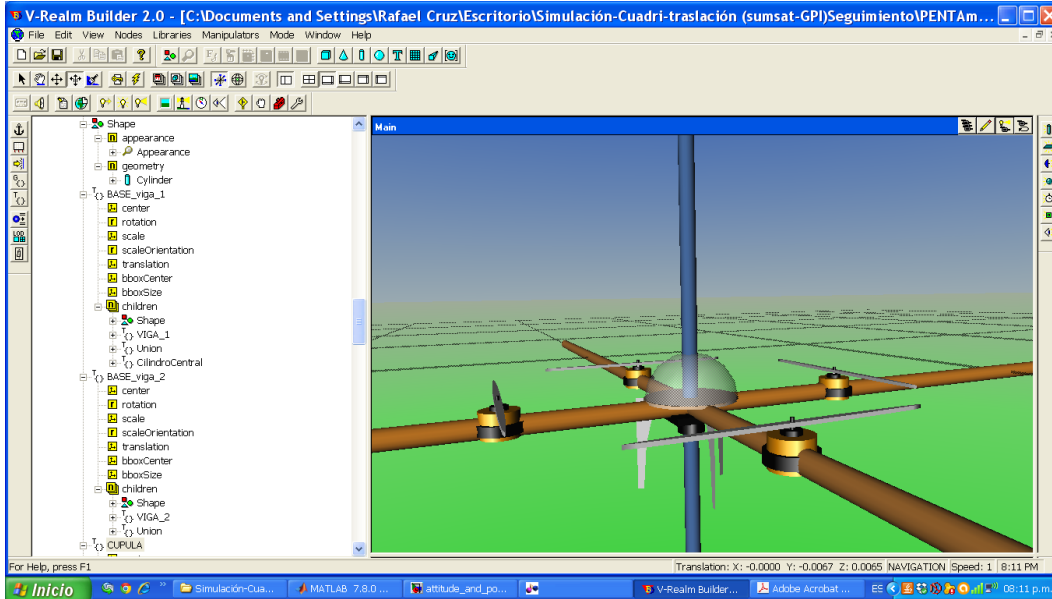 V-Realm Builder 2.0 - [C:\Documents and Settings\Rafael Cruz\Escritorio\Simulación-Cuadri-traslación (sumsat-GPI)Seguimiento\PENTAm...
File Edit View Nodes Libraries Manipulators Mode Window Help
Shape
appearance
Appearance
geometry
Cylinder
BASE_viga_1
center
rotation
scale
scaleOrientation
translation
bboxCenter
bboxSize
children
Shape
VIGA_1
Union
CilindroCentral
BASE_viga_2
center
rotation
scale
scaleOrientation
translation
bboxCenter
bboxSize
children
Shape
VIGA_2
Union
CUPULA
Main
For Help, press F1
Translation: X: -0.0000 Y: -0.0067 Z: 0.0065 NAVIGATION Speed: 1 8:11 PM
Inicio Simulación-Cua... MATLAB 7.8.0 ... attitude_and_po... V-Realm Builder... Adobe Acrobat ... ES 08:11 p.m.